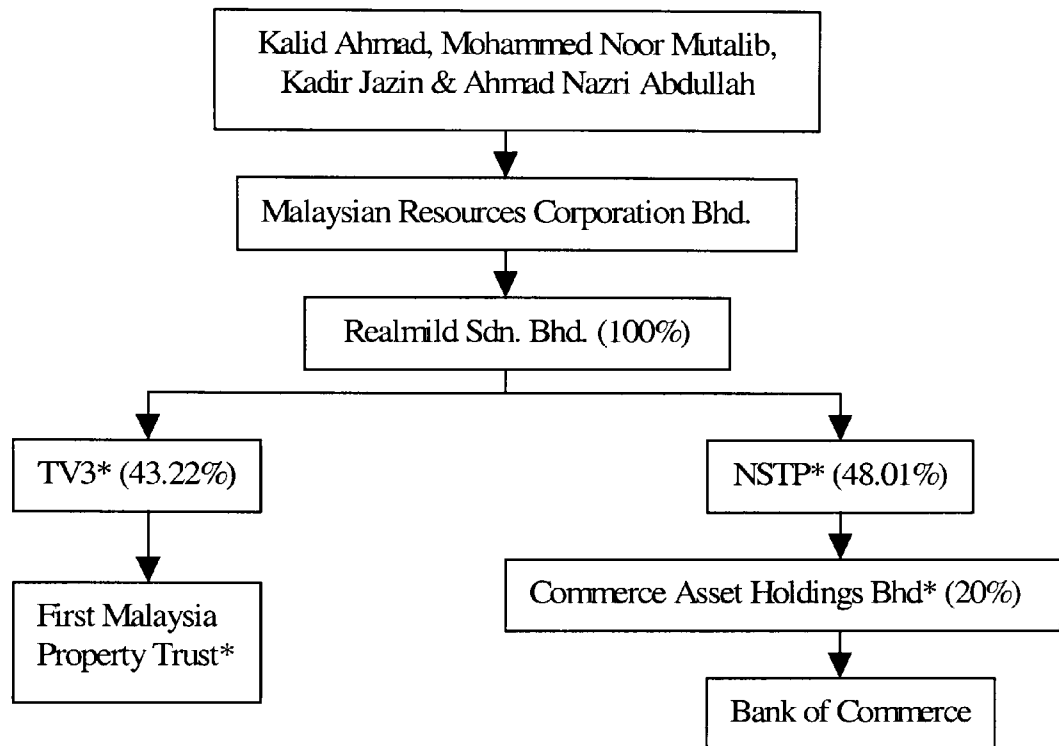 Kalid Ahmad, Mohammed Noor Mutalib,
Kadir Jazin & Ahmad Nazri Abdullah
Malaysian Resources Corporation Bhd.
Realmild Sdn. Bhd. (100%)
TV3* (43.22%)
NSTP* (48.01%)
First Malaysia
Property Trust*
Commerce Asset Holdings Bhd* (20%)
Bank of Commerce